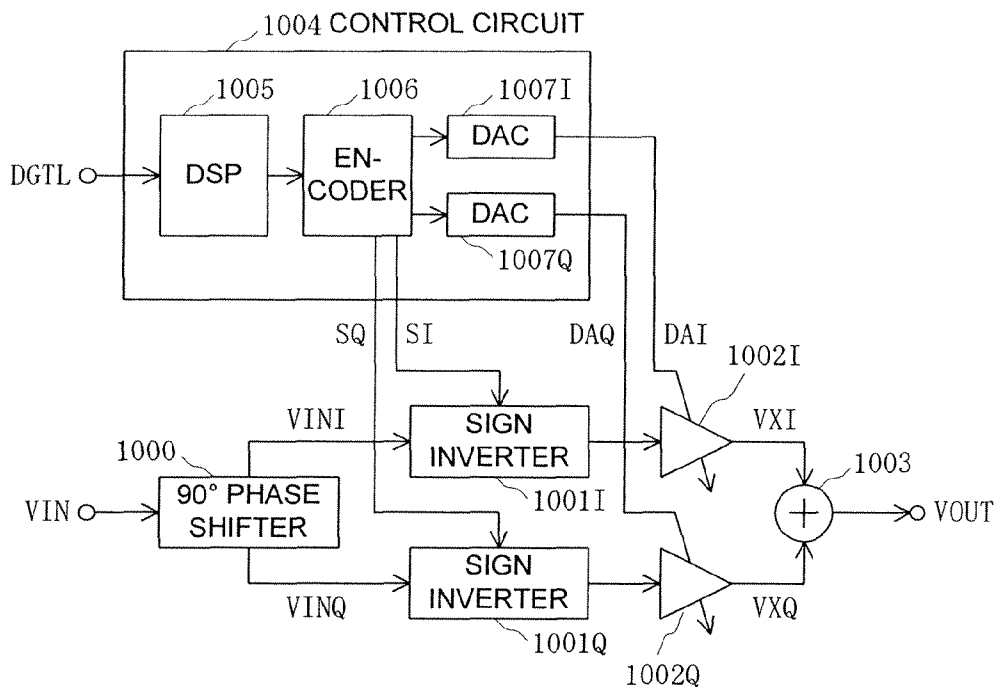 1004 CONTROL CIRCUIT
1005
1006
1007I
DAC
DGTL
DSP
EN-
CODER
DAC
1007Q
SQ
SI
DAQ
DAI
1002I
VINI
SIGN
INVERTER
VXI
1000
1001I
1003
VIN
90° PHASE
SHIFTER
+
VOUT
VINQ
SIGN
INVERTER
VXQ
1001Q
1002Q